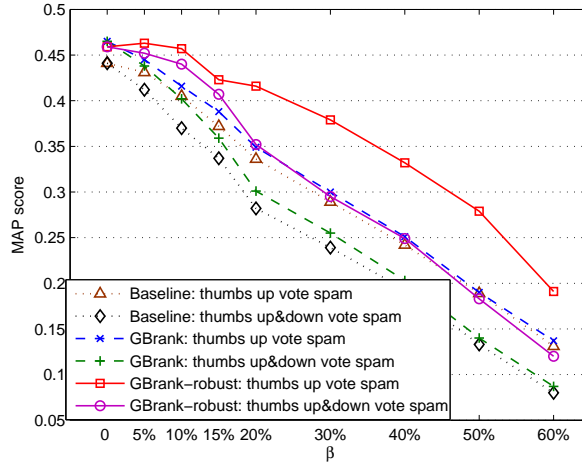 0.5
0.45
0.4
0.35
0.3
0.25
0.2
0.15
0.1
0.05
MAP score
Baseline: thumbs up vote spam
Baseline: thumbs up&down vote spam
GBrank: thumbs up vote spam
GBrank: thumbs up&down vote spam
GBrank-robust: thumbs up vote spam
GBrank-robust: thumbs up&down vote spam
0 5% 10% 15% 20% 30% 40% 50% 60%
β